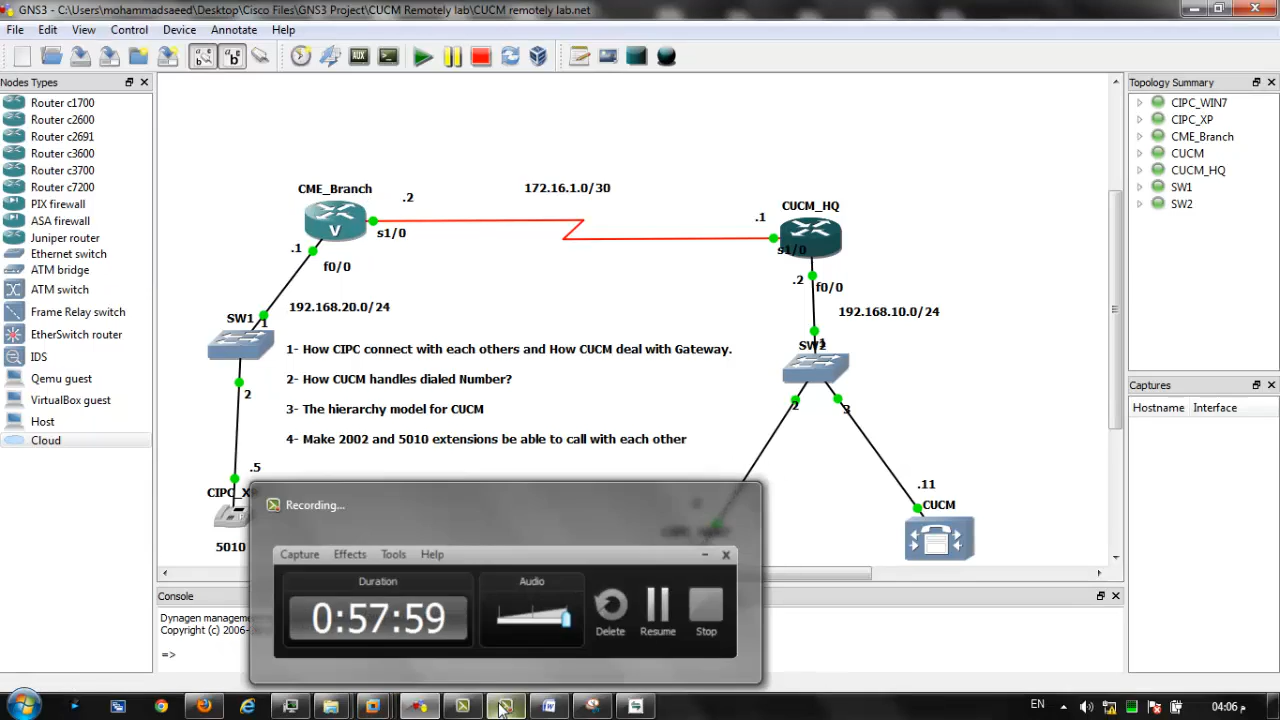 GNS3 - C:\Users\mohammadsaeed\Desktop\Cisco Files\GNS3 Project\CUCM Remotely lab\CUCM remotely lab.net
File Edit View Control Device Annotate Help
Nodes Types
Router c1700
Router c2600
Router c2691
Router c3600
Router c3700
Router c7200
PIX firewall
ASA firewall
Juniper router
Ethernet switch
ATM bridge
ATM switch
Frame Relay switch
EtherSwitch router
IDS
Qemu guest
VirtualBox guest
Host
Cloud
CME_Branch
.2
172.16.1.0/30
CUCM_HQ
.1
V
s1/0
s1/0
.1
f0/0
.2
f0/0
192.168.20.0/24
192.168.10.0/24
SW1
1
SW2
1- How CIPC connect with each others and How CUCM deal with Gateway.
2- How CUCM handles dialed Number?
3- The hierarchy model for CUCM
4- Make 2002 and 5010 extensions be able to call with each other
2
2
3
.5
5010
.11
CUCM
Recording...
Capture Effects Tools Help
Duration
Audio
0:57:59
Delete
Resume
Stop
Topology Summary
CIPC_WIN7
CIPC_XP
CME_Branch
CUCM
CUCM_HQ
SW1
SW2
Captures
Hostname Interface
Console
=>
AUX
EN
04:06 م